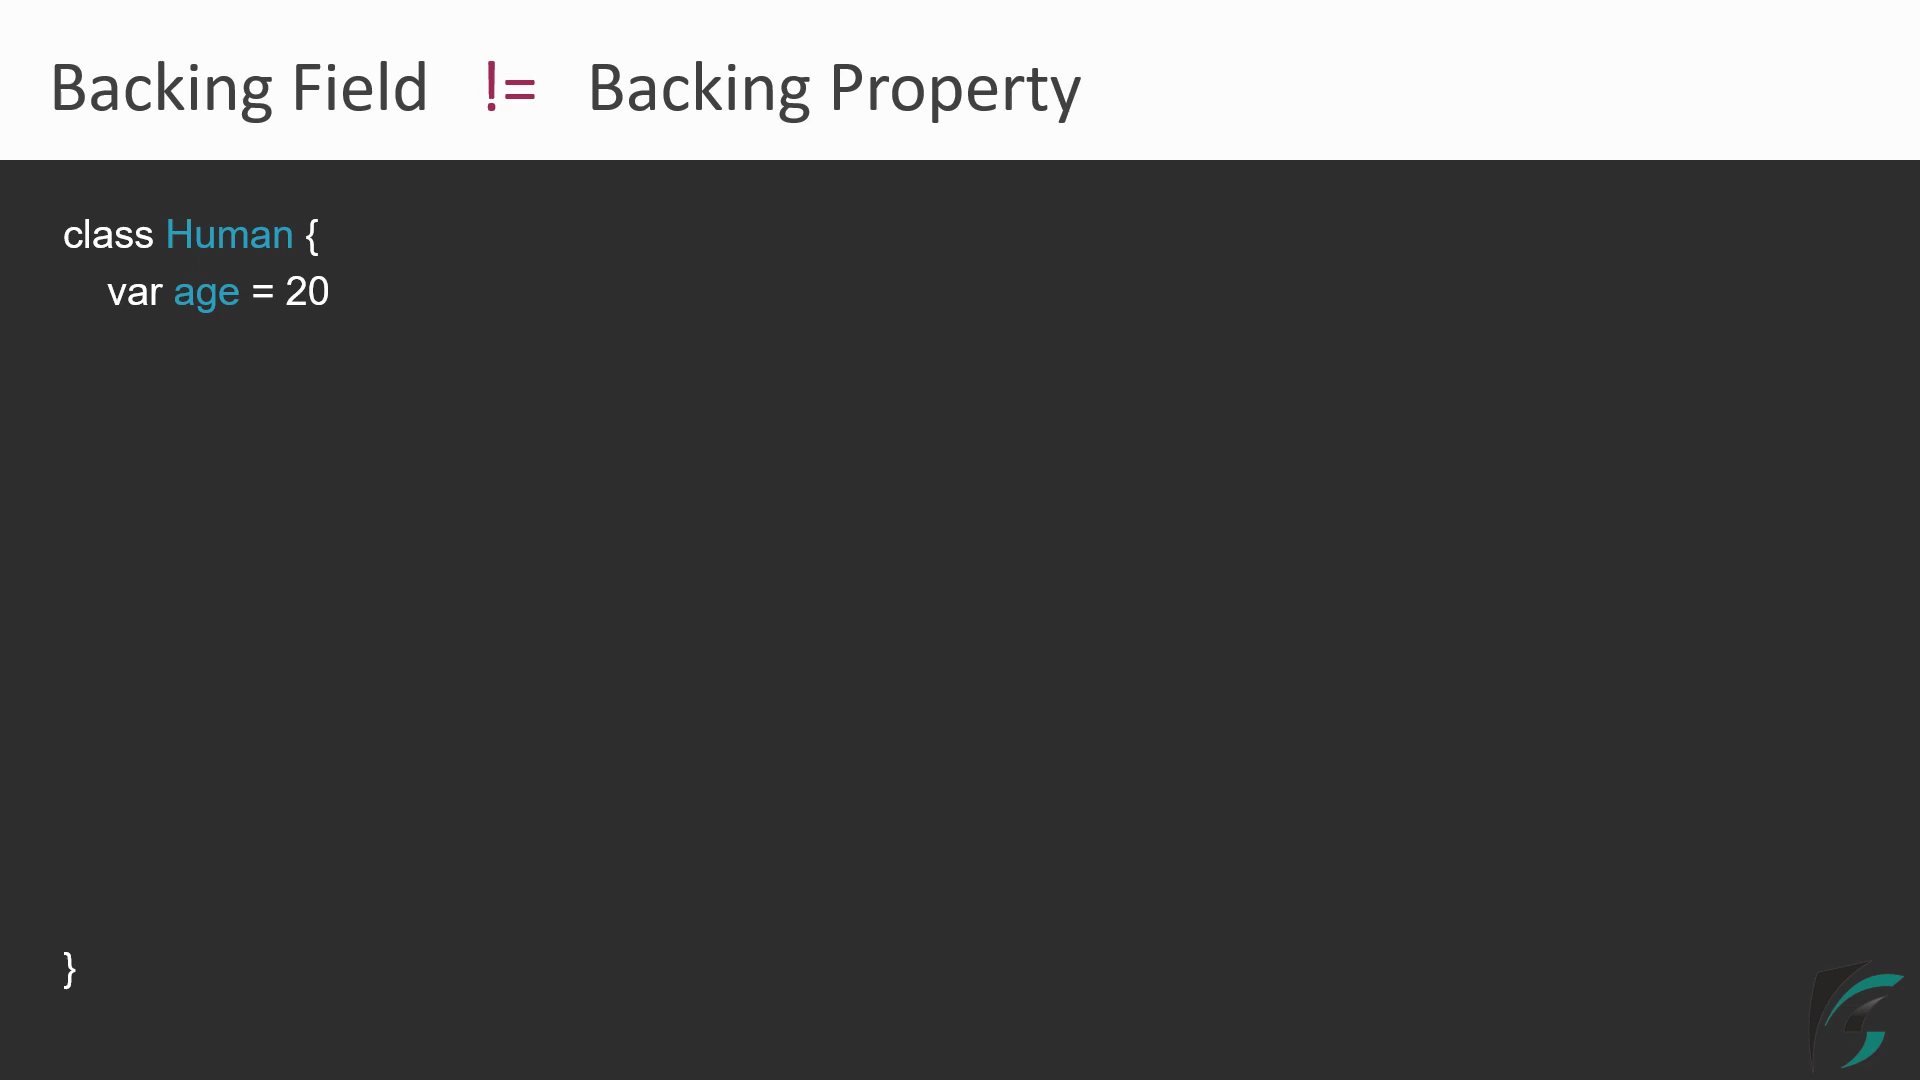 Backing Field != Backing Property
class Human {
var age = 20
}